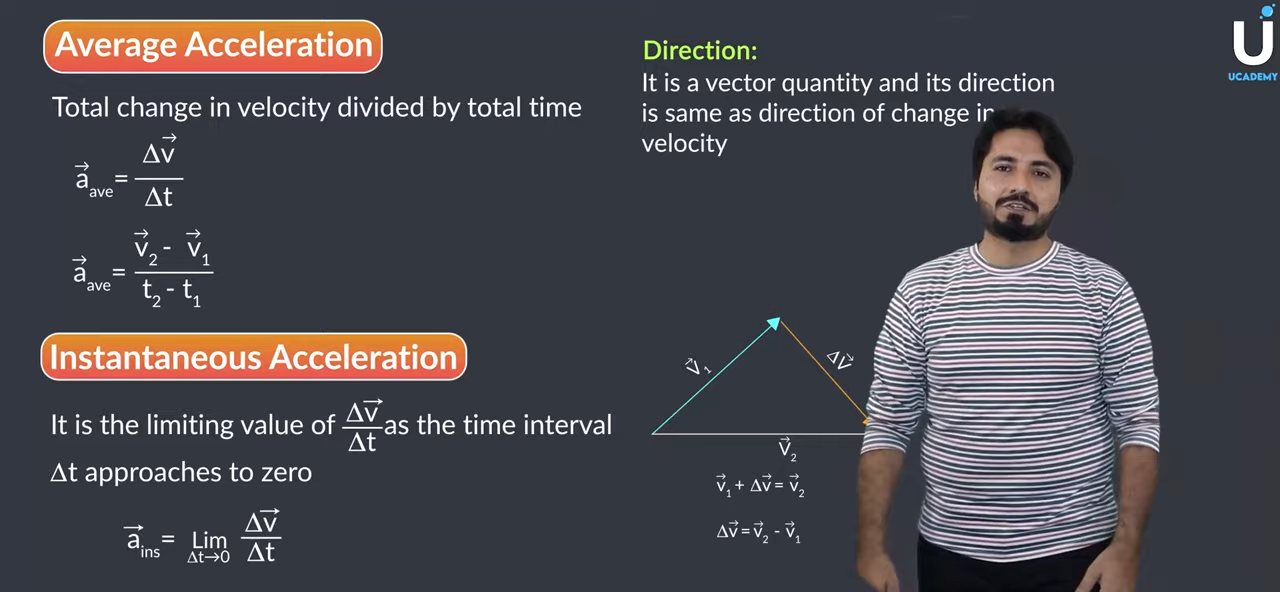 Average Acceleration
Total change in velocity divided by total time
a⃗ave = Δv⃗ / Δt
a⃗ave = v⃗2 - v⃗1 / t2 - t1
Instantaneous Acceleration
It is the limiting value of Δv⃗ / Δt as the time interval
Δt approaches to zero
a⃗ins = Lim Δt→0 Δv⃗ / Δt
Direction:
It is a vector quantity and its direction
is same as direction of change in
velocity
V⃗1
ΔV⃗
V⃗2
v⃗1 + Δv⃗ = v⃗2
Δv⃗ = v⃗2 - v⃗1
U
UCADEMY